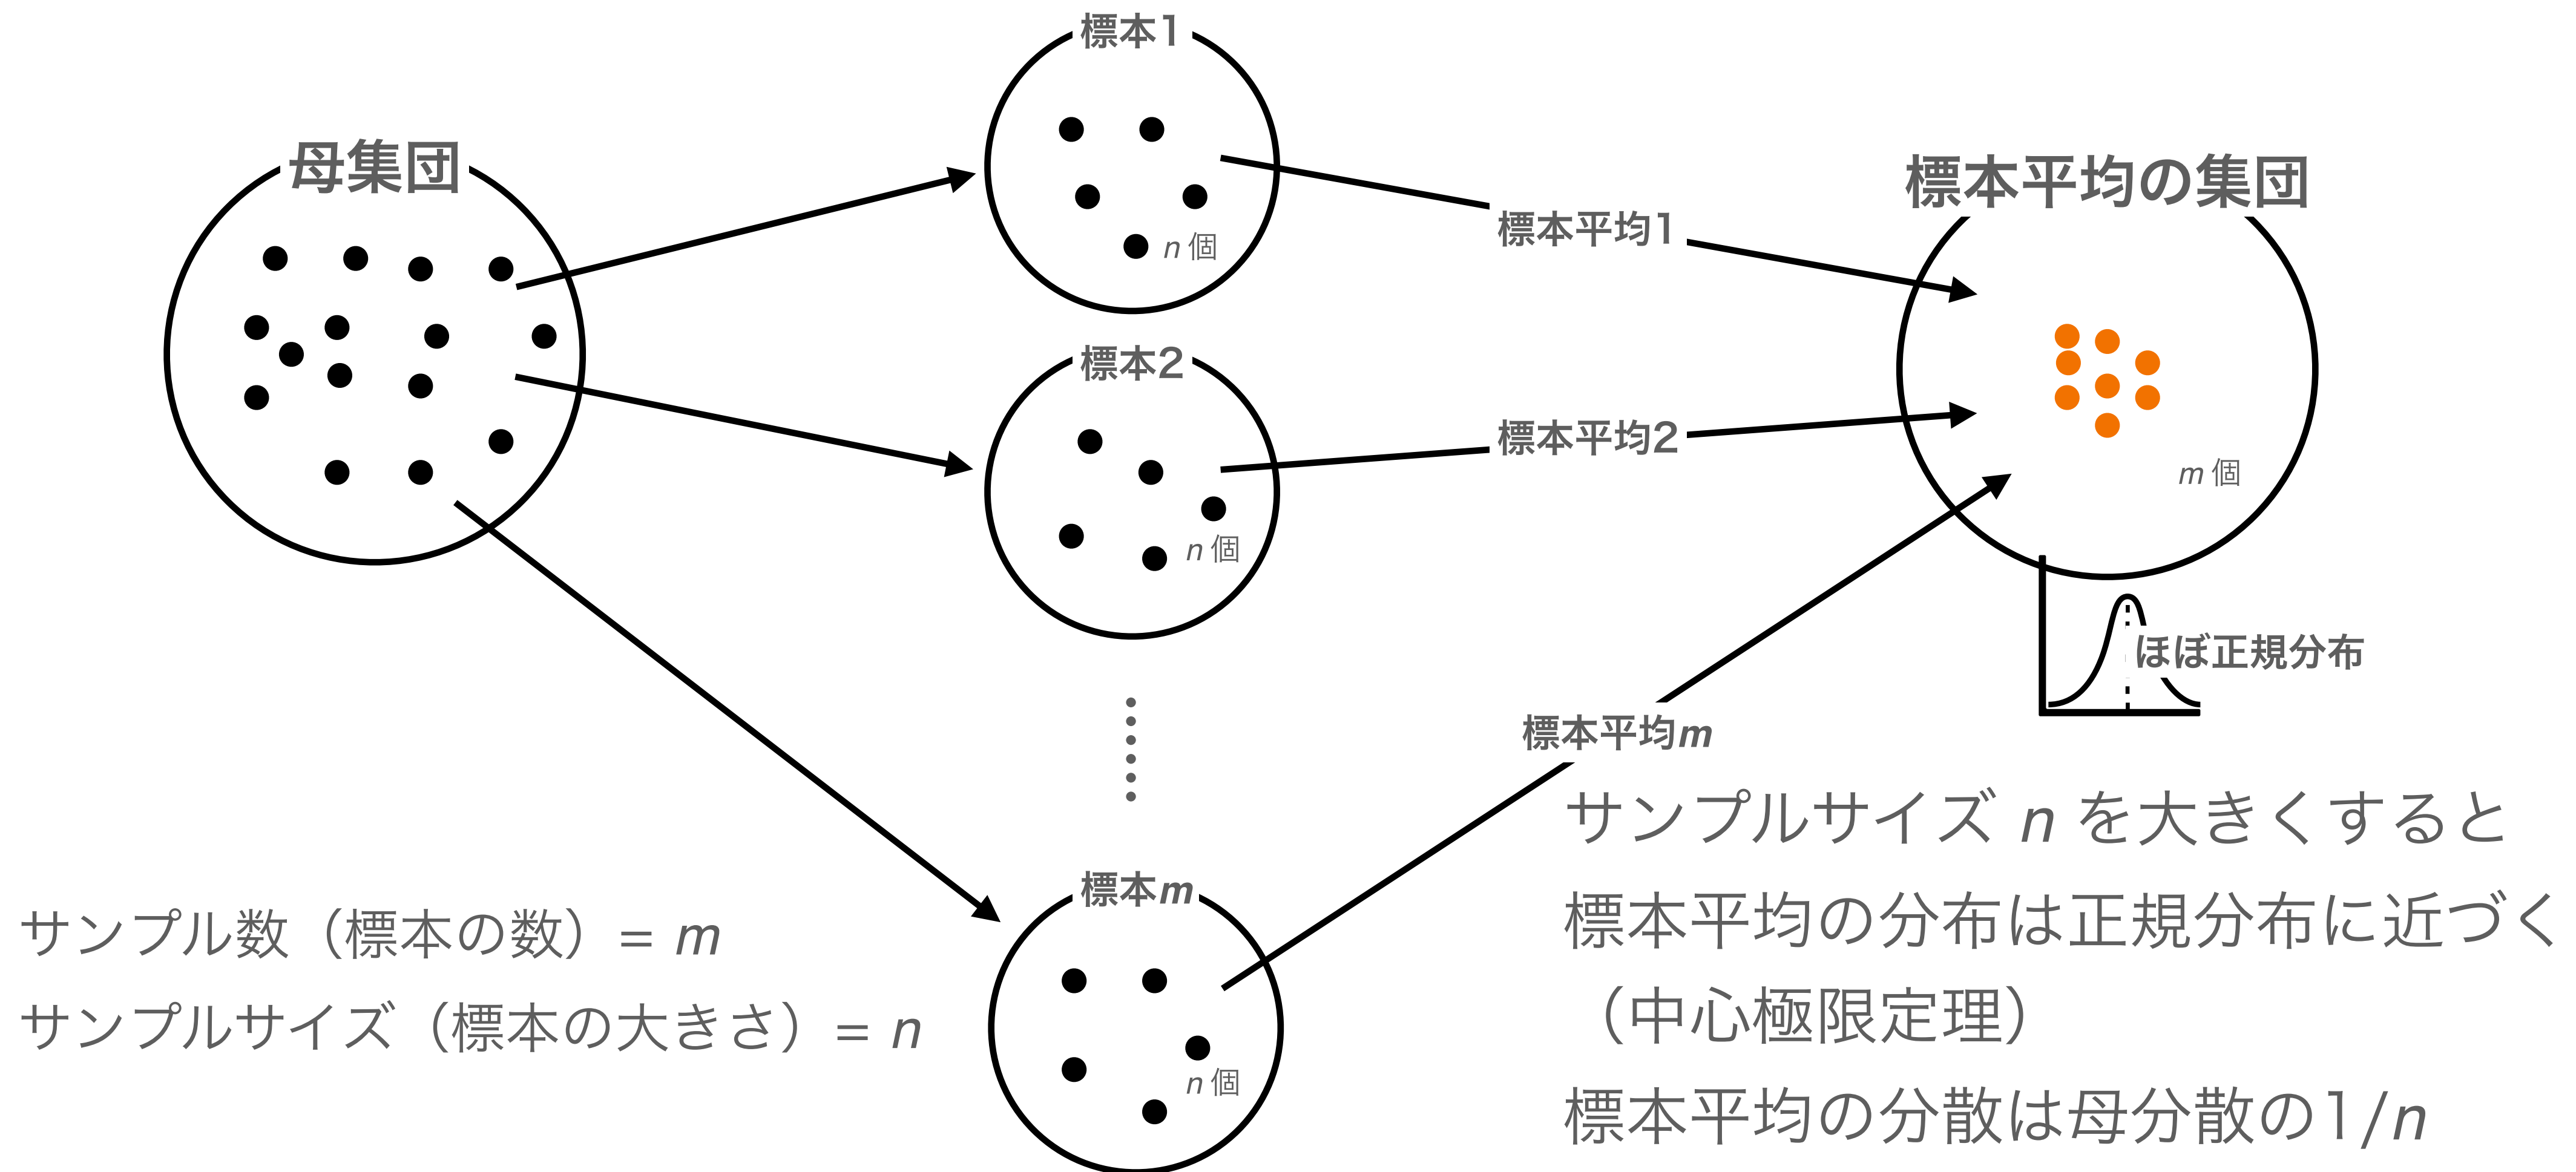 標本1
母集団
標本平均の集団
n 個
標本平均1
標本2
標本平均2
m 個
n 個
ほぼ正規分布
標本平均m
サンプルサイズ n を大きくすると
標本m
標本平均の分布は正規分布に近づく
サンプル数（標本の数）= m
（中心極限定理）
サンプルサイズ（標本の大きさ）= n
n 個
標本平均の分散は母分散の1/n